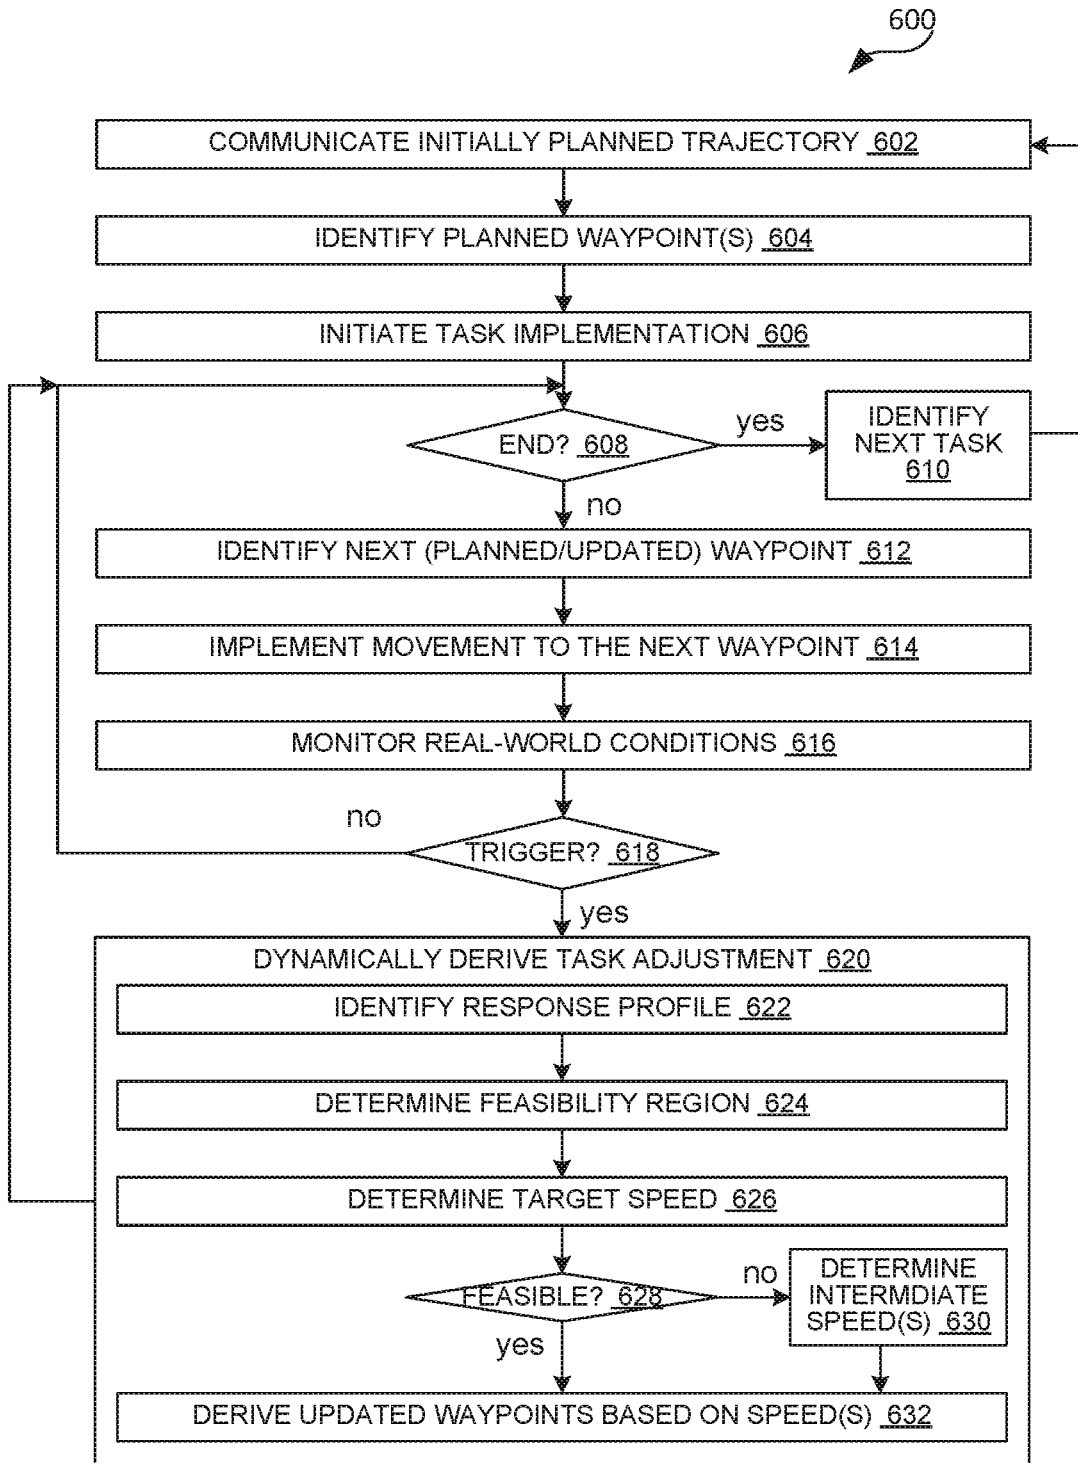 600
COMMUNICATE INITIALLY PLANNED TRAJECTORY 602
IDENTIFY PLANNED WAYPOINT(S) 604
INITIATE TASK IMPLEMENTATION 606
END? 608
yes
IDENTIFY
NEXT TASK
610
no
IDENTIFY NEXT (PLANNED/UPDATED) WAYPOINT 612
IMPLEMENT MOVEMENT TO THE NEXT WAYPOINT 614
MONITOR REAL-WORLD CONDITIONS 616
no
TRIGGER? 618
yes
DYNAMICALLY DERIVE TASK ADJUSTMENT 620
IDENTIFY RESPONSE PROFILE 622
DETERMINE FEASIBILITY REGION 624
DETERMINE TARGET SPEED 626
FEASIBLE? 628
no
DETERMINE
INTERMDIATE
SPEED(S) 630
yes
DERIVE UPDATED WAYPOINTS BASED ON SPEED(S) 632